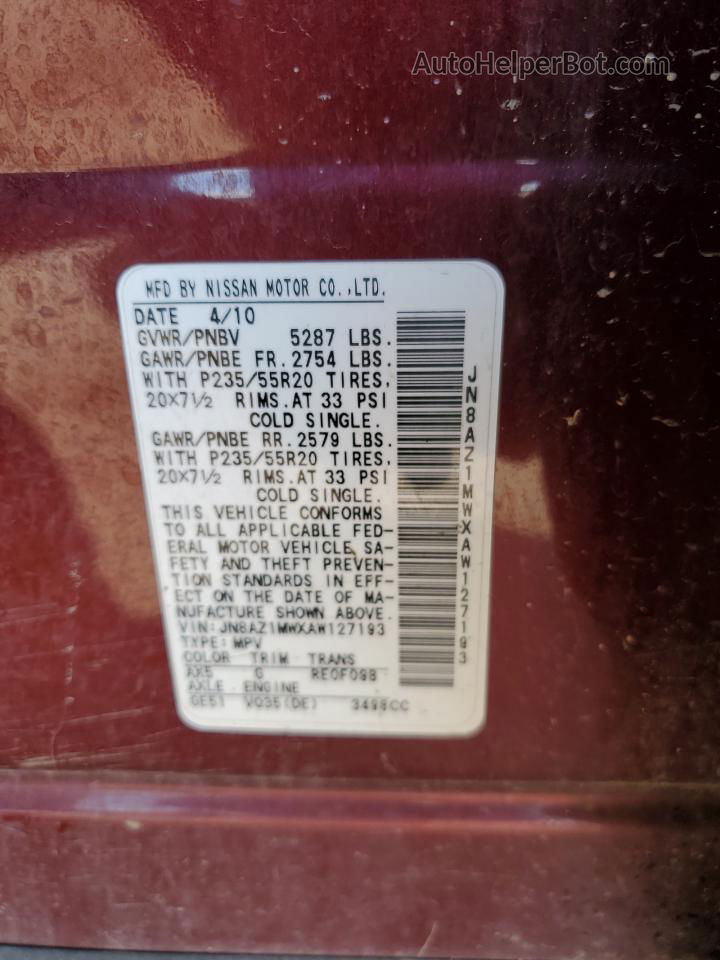 AutoHelperBot.com
MFD BY NISSAN MOTOR CO.,LTD.
DATE 4/10
GVWR/PNBV 5287 LBS.
GAWR/PNBE FR. 2754 LBS.
WITH P235/55R20 TIRES,
20X7½ RIMS.AT 33 PSI
COLD SINGLE.
GAWR/PNBE RR. 2579 LBS.
WITH P235/55R20 TIRES,
20X7½ RIMS.AT 33 PSI
COLD SINGLE.
THIS VEHICLE CONFORMS
TO ALL APPLICABLE FED-
ERAL MOTOR VEHICLE SA-
FETY AND THEFT PREVEN-
TION STANDARDS IN EFF-
ECT ON THE DATE OF MA-
NUFACTURE SHOWN ABOVE.
VIN: JN8AZ1MWXAW127193
TYPE: MPV
COLOR TRIM TRANS
AX5 G RE0F09B
AXLE ENGINE
GE51 VQ35(DE) 3498CC
JN8AZ1MWXAW127193